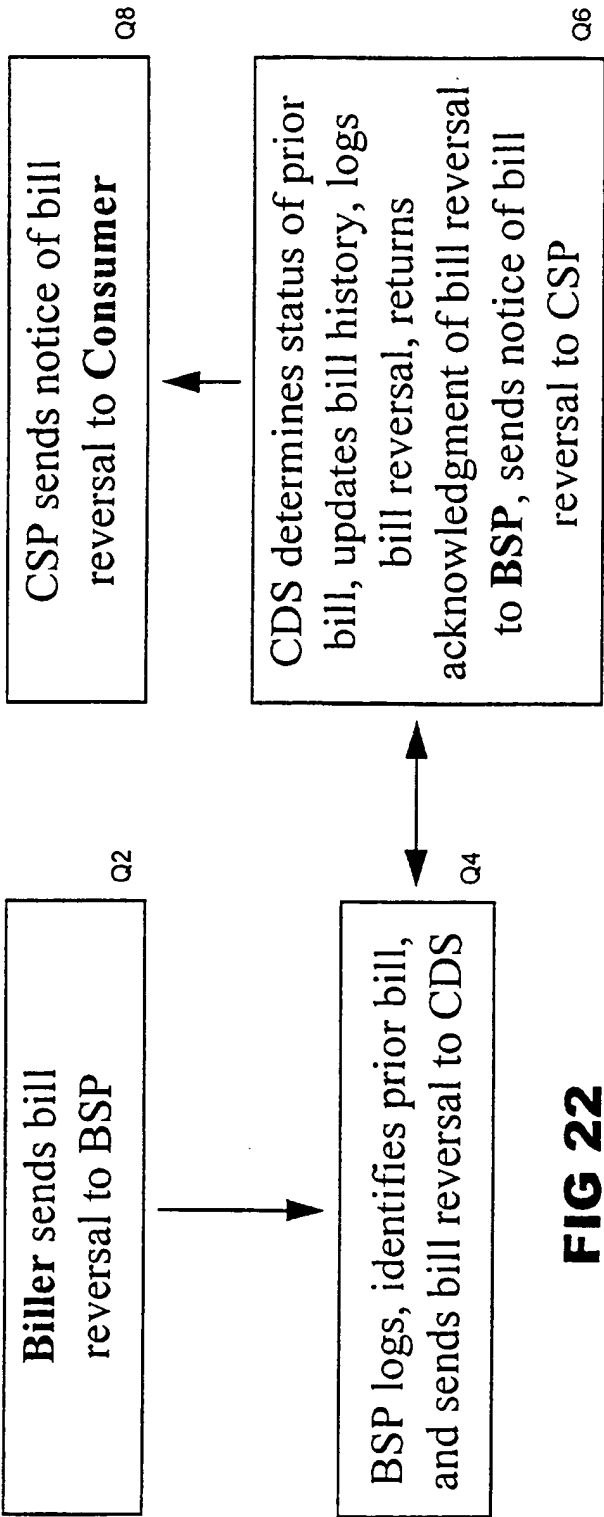 Biller sends bill
reversal to BSP
Q2
BSP logs, identifies prior bill,
and sends bill reversal to CDS
Q4
CDS determines status of prior
bill, updates bill history, logs
bill reversal, returns
acknowledgment of bill reversal
to BSP, sends notice of bill
reversal to CSP
Q6
CSP sends notice of bill
reversal to Consumer
Q8
FIG 22